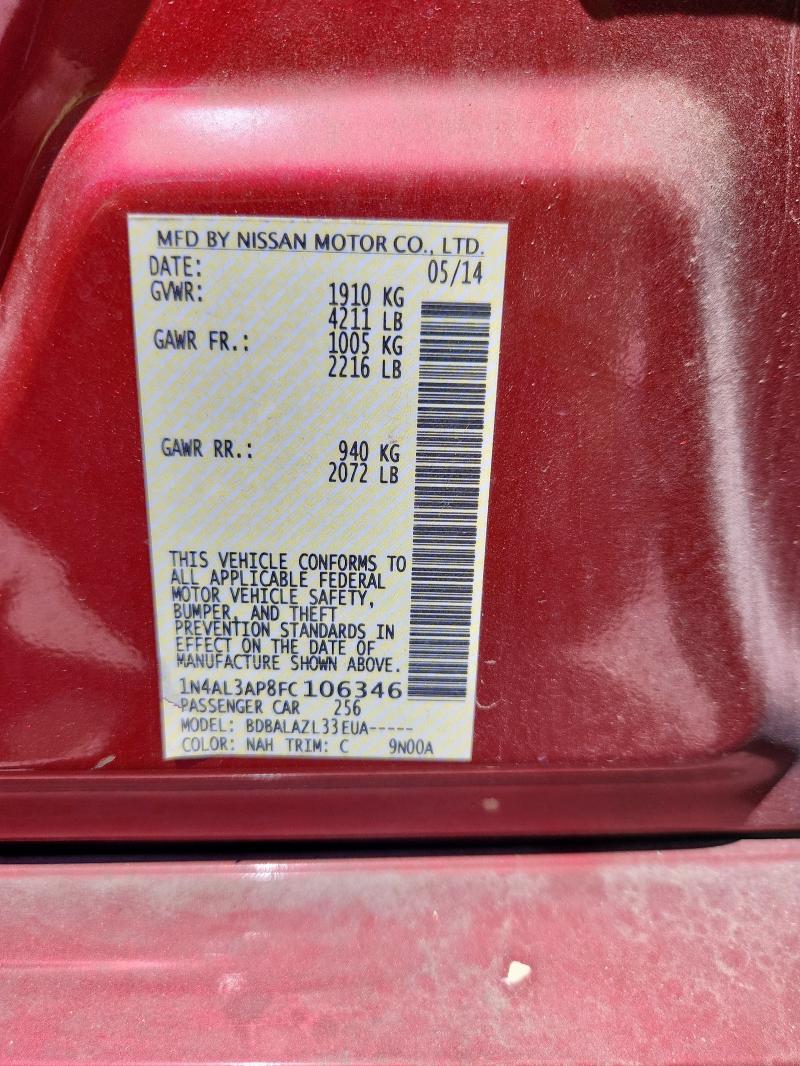 MFD BY NISSAN MOTOR CO., LTD.
DATE: 05/14
GVWR: 1910 KG
4211 LB
GAWR FR.: 1005 KG
2216 LB
GAWR RR.: 940 KG
2072 LB
THIS VEHICLE CONFORMS TO
ALL APPLICABLE FEDERAL
MOTOR VEHICLE SAFETY,
BUMPER, AND THEFT
PREVENTION STANDARDS IN
EFFECT ON THE DATE OF
MANUFACTURE SHOWN ABOVE.
1N4AL3AP8FC106346
PASSENGER CAR 256
MODEL: BDBALAZL33EUA-----
COLOR: NAH TRIM: C 9N00A